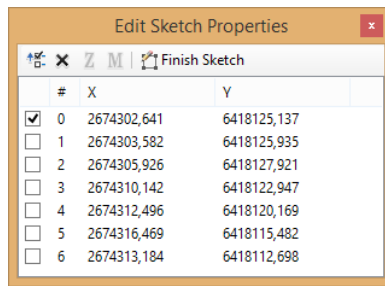 Edit Sketch Properties
Z M Finish Sketch
# X Y
0 2674302,641 6418125,137
1 2674303,582 6418125,935
2 2674305,926 6418127,921
3 2674310,142 6418122,947
4 2674312,496 6418120,169
5 2674316,469 6418115,482
6 2674313,184 6418112,698